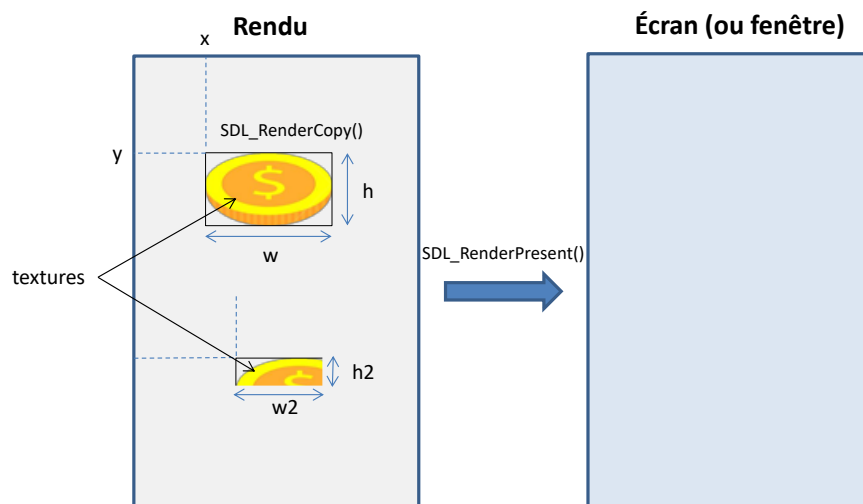 Rendu
Écran (ou fenêtre)
x
SDL_RenderCopy()
y
$
h
w
SDL_RenderPresent()
textures
$
h2
w2